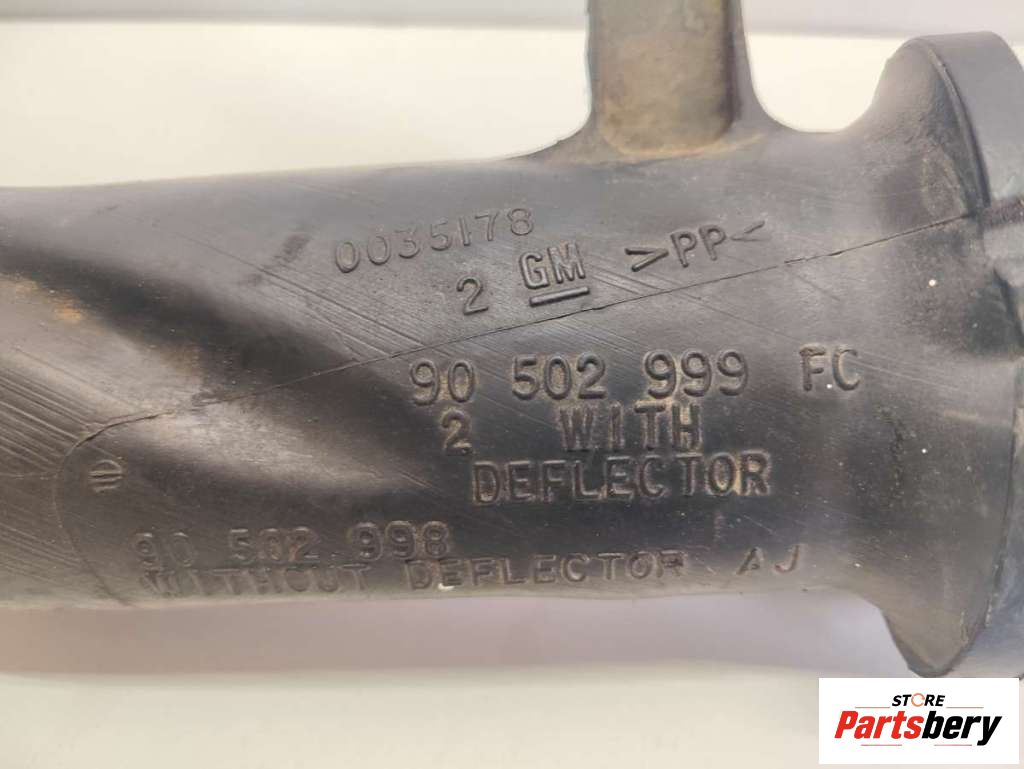 0035178
2 GM >PP<
90 502 999 FC
2 WITH
DEFLECTOR
90 502 998
WITHOUT DEFLECTOR AJ
STORE
Partsbery